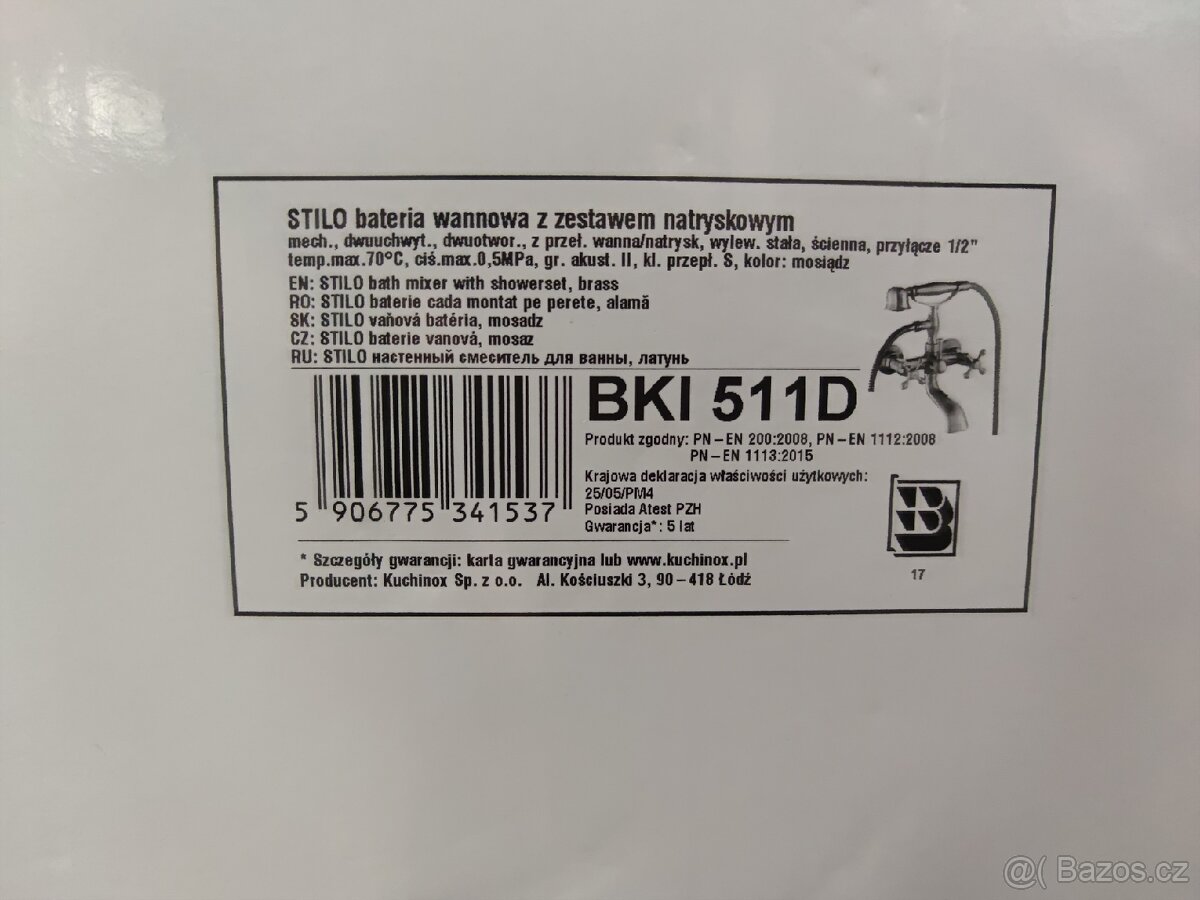 STILO bateria wannowa z zestawem natryskowym
mech., dwuuchwyt., dwuotwor., z przeł. wanna/natrysk, wylew. stała, ścienna, przyłącze 1/2"
temp.max.70°C, ciś.max.0,5MPa, gr. akust. II, kl. przepł. S, kolor: mosiądz
EN: STILO bath mixer with showerset, brass
RO: STILO baterie cada montat pe perete, alamă
SK: STILO vaňová batéria, mosadz
CZ: STILO baterie vanová, mosaz
RU: STILO настенный смеситель для ванны, латунь
BKI 511D
Produkt zgodny: PN-EN 200:2008, PN-EN 1112:2008
PN-EN 1113:2015
Krajowa deklaracja właściwości użytkowych:
25/05/PM4
Posiada Atest PZH
Gwarancja*: 5 lat
5 906775 341537
17
* Szczegóły gwarancji: karta gwarancyjna lub www.kuchinox.pl
Producent: Kuchinox Sp. z o.o. Al. Kościuszki 3, 90-418 Łódź
@( Bazos.cz